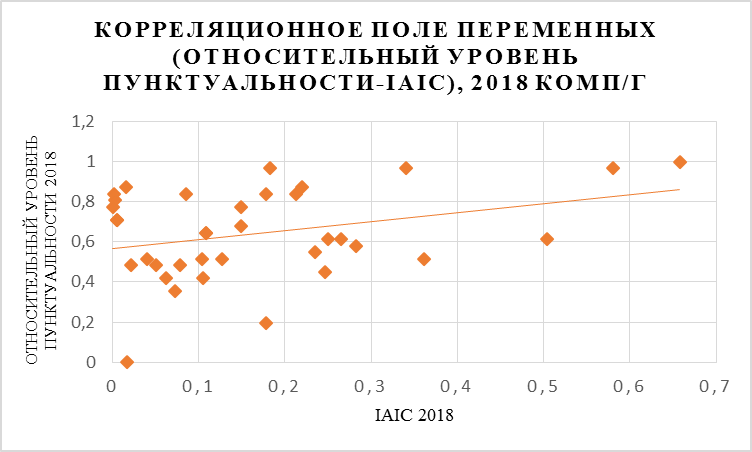 КОРРЕЛЯЦИОННОЕ ПОЛЕ ПЕРЕМЕННЫХ
(ОТНОСИТЕЛЬНЫЙ УРОВЕНЬ
ПУНКТУАЛЬНОСТИ-IAIC), 2018 КОМП/Г
ОТНОСИТЕЛЬНЫЙ УРОВЕНЬ
ПУНКТУАЛЬНОСТИ 2018
1,2
1
0,8
0,6
0,4
0,2
0
0 0,1 0,2 0,3 0,4 0,5 0,6 0,7
IAIC 2018